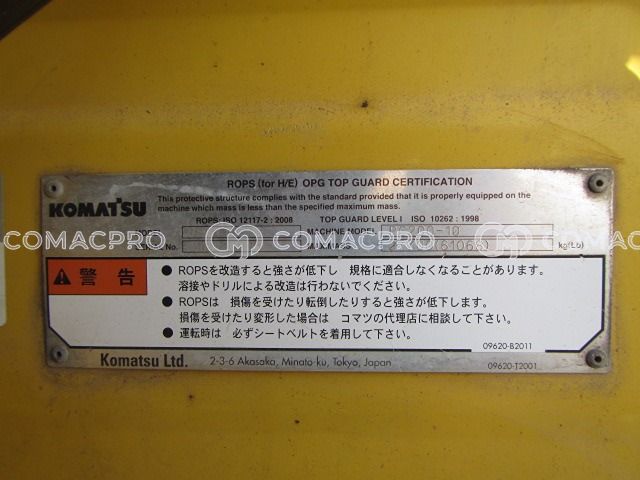 ROPS (for H/E) OPG TOP GUARD CERTIFICATION
KOMATSU
This protective structure complies with the standard provided that it is properly equipped on the
machine which mass is less than the specified maximum mass.
ROPS: ISO 12117-2 : 2008 TOP GUARD LEVEL I ISO 10262 : 1998
MACHINE MODEL -10
No. (61066) kg(Lb)
COMACPRO COMACPRO COMACPRO
警告
● ROPSを改造すると強さが低下し 規格に適合しなくなることがあります。
溶接やドリルによる改造は行わないでください。
● ROPSは 損傷を受けたり転倒したりすると強さが低下します。
損傷を受けたり変形した場合は コマツの代理店に相談して下さい。
● 運転時は 必ずシートベルトを着用して下さい。
09620-B2011
Komatsu Ltd. 2-3-6 Akasaka, Minato-ku, Tokyo, Japan
09620-T2001